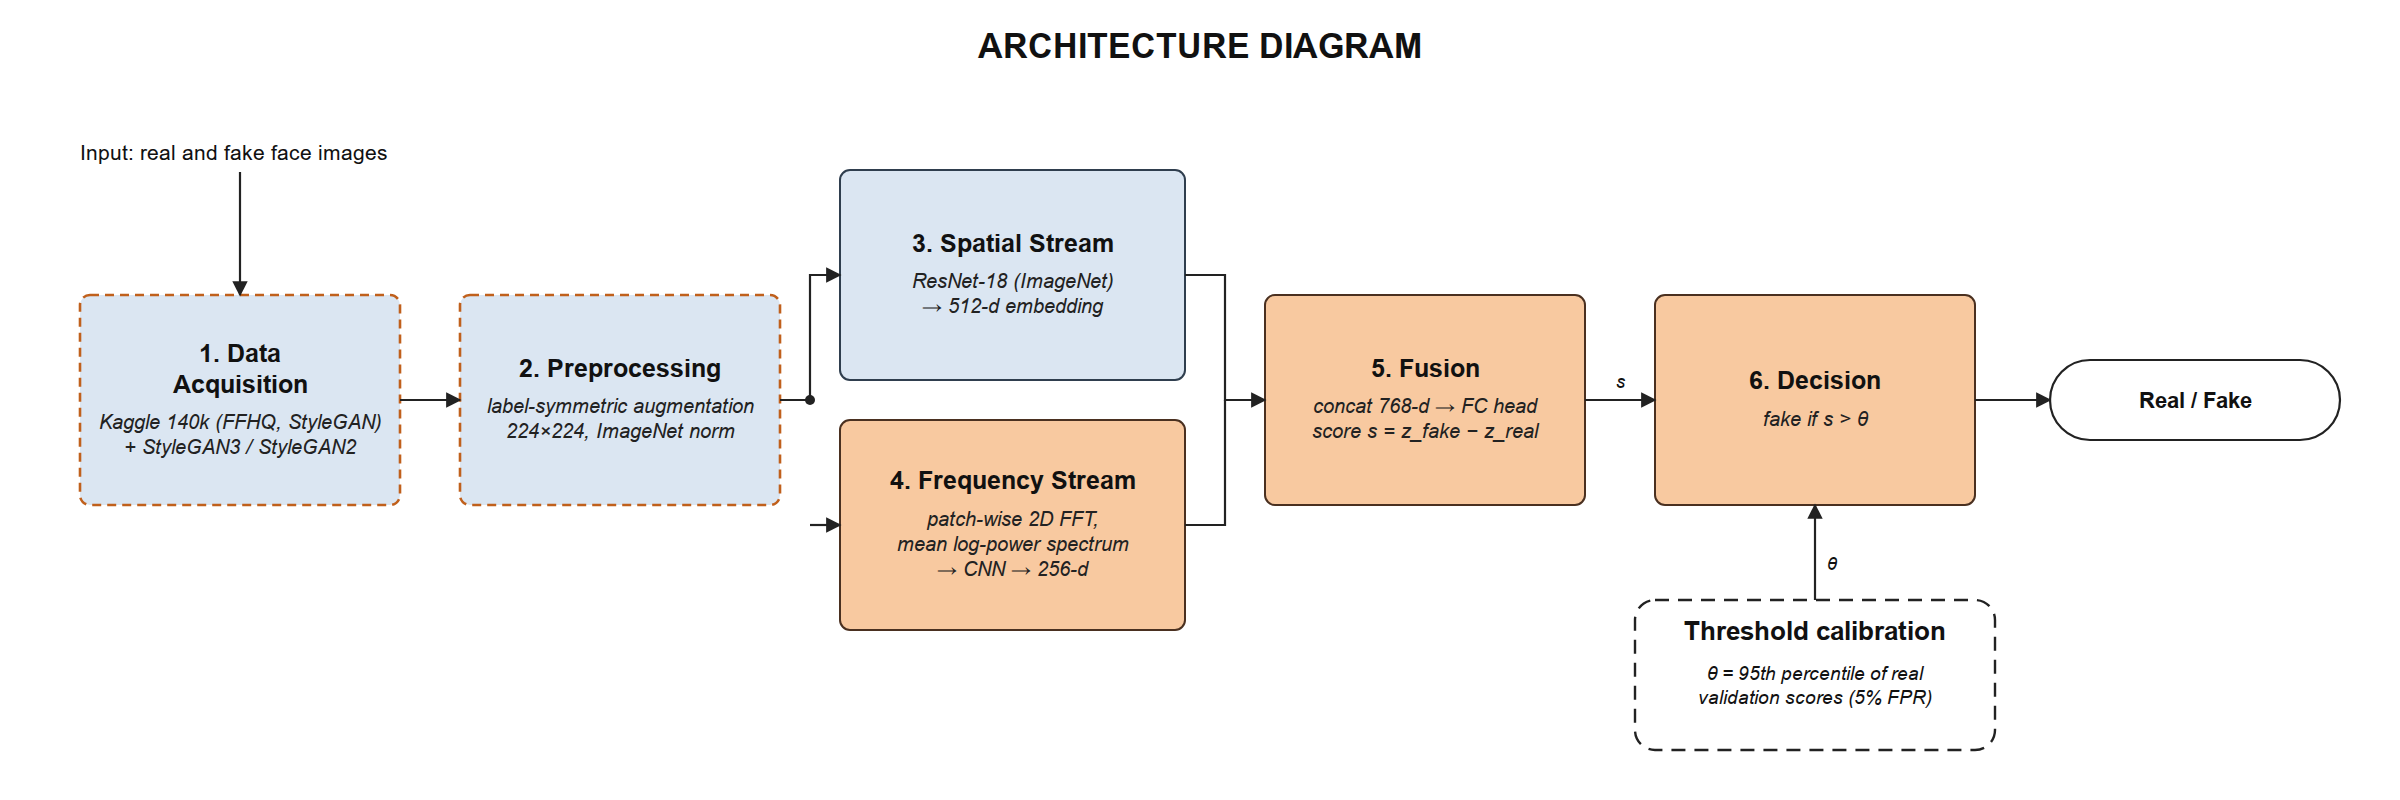 ARCHITECTURE DIAGRAM
Input: real and fake face images
1. Data
Acquisition
Kaggle 140k (FFHQ, StyleGAN)
+ StyleGAN3 / StyleGAN2
2. Preprocessing
label-symmetric augmentation
224×224, ImageNet norm
3. Spatial Stream
ResNet-18 (ImageNet)
→ 512-d embedding
4. Frequency Stream
patch-wise 2D FFT,
mean log-power spectrum
→ CNN → 256-d
5. Fusion
concat 768-d → FC head
score s = z_fake − z_real
s
6. Decision
fake if s > θ
Real / Fake
θ
Threshold calibration
θ = 95th percentile of real
validation scores (5% FPR)